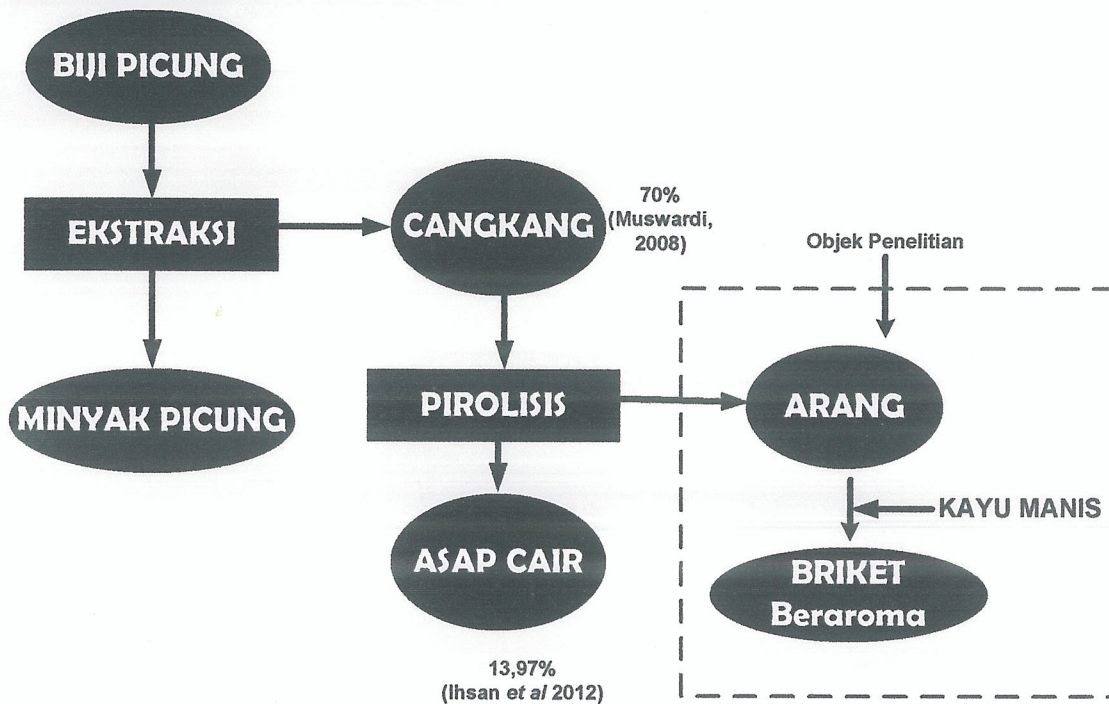 BIJI PICUNG
EKSTRAKSI
CANGKANG
70%
(Muswardi,
2008)
Objek Penelitian
MINYAK PICUNG
PIROLISIS
ARANG
KAYU MANIS
ASAP CAIR
BRIKET
Beraroma
13,97%
(Ihsan et al 2012)